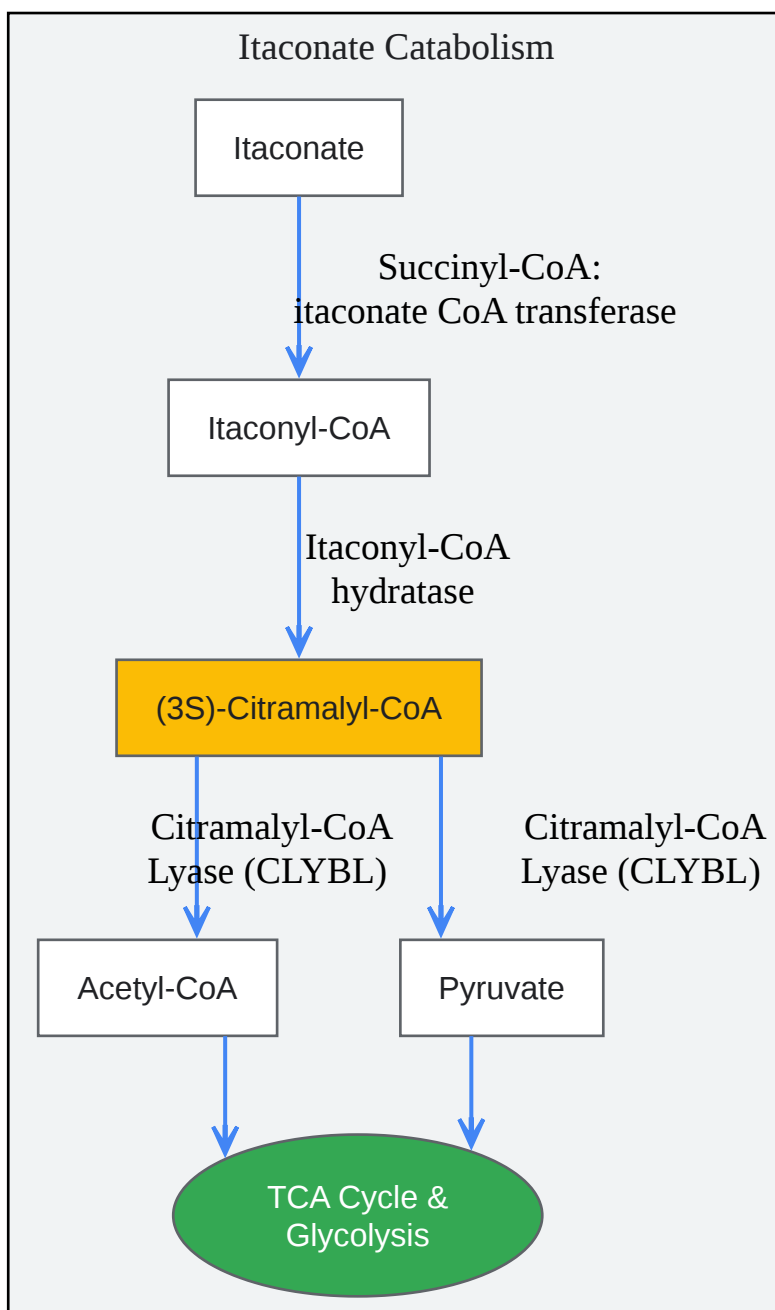 Itaconate Catabolism
Itaconate
Succinyl-CoA:
itaconate CoA transferase
Itaconyl-CoA
Itaconyl-CoA
hydratase
(3S)-Citramalyl-CoA
Citramalyl-CoA
Lyase (CLYBL)
Citramalyl-CoA
Lyase (CLYBL)
Acetyl-CoA
Pyruvate
TCA Cycle &
Glycolysis